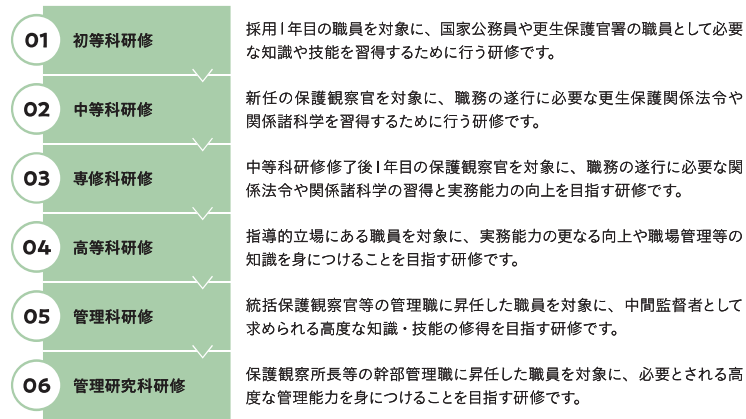 01 初等科研修
採用1年目の職員を対象に、国家公務員や更生保護官署の職員として必要
な知識や技能を習得するために行う研修です。
02 中等科研修
新任の保護観察官を対象に、職務の遂行に必要な更生保護関係法令や
関係諸科学を習得するために行う研修です。
03 専修科研修
中等科研修修了後1年目の保護観察官を対象に、職務の遂行に必要な関
係法令や関係諸科学の習得と実務能力の向上を目指す研修です。
04 高等科研修
指導的立場にある職員を対象に、実務能力の更なる向上や職場管理等の
知識を身につけることを目指す研修です。
05 管理科研修
統括保護観察官等の管理職に昇任した職員を対象に、中間監督者として
求められる高度な知識・技能の修得を目指す研修です。
06 管理研究科研修
保護観察所長等の幹部管理職に昇任した職員を対象に、必要とされる高
度な管理能力を身につけることを目指す研修です。